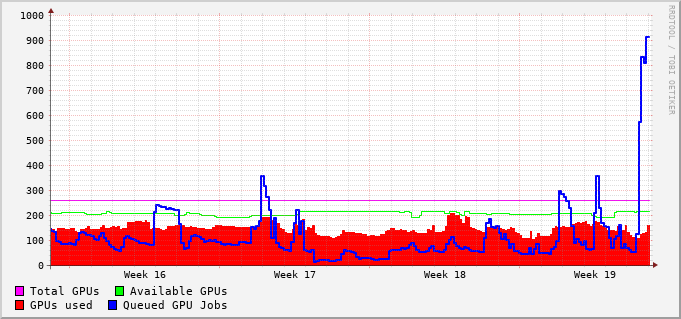 1000
900
800
700
600
500
400
300
200
100
0
Week 16 Week 17 Week 18 Week 19
Total GPUs Available GPUs
GPUs used Queued GPU Jobs
RRDTOOL / TOBI OETIKER